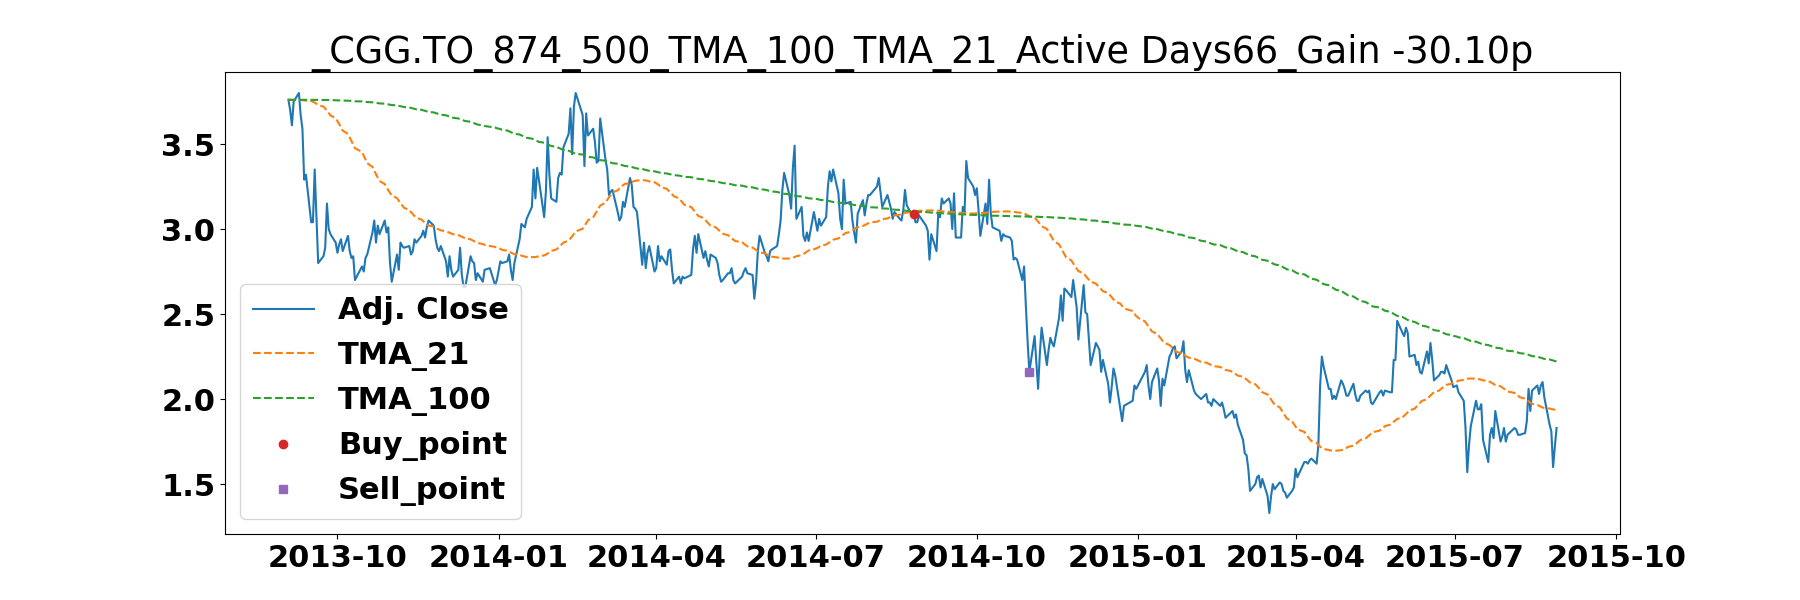 _CGG.TO_874_500_TMA_100_TMA_21_Active Days66_Gain -30.10p
3.5
3.0
2.5
2.0
1.5
Adj. Close
TMA_21
TMA_100
Buy_point
Sell_point
2013-10 2014-01 2014-04 2014-07 2014-10 2015-01 2015-04 2015-07 2015-10